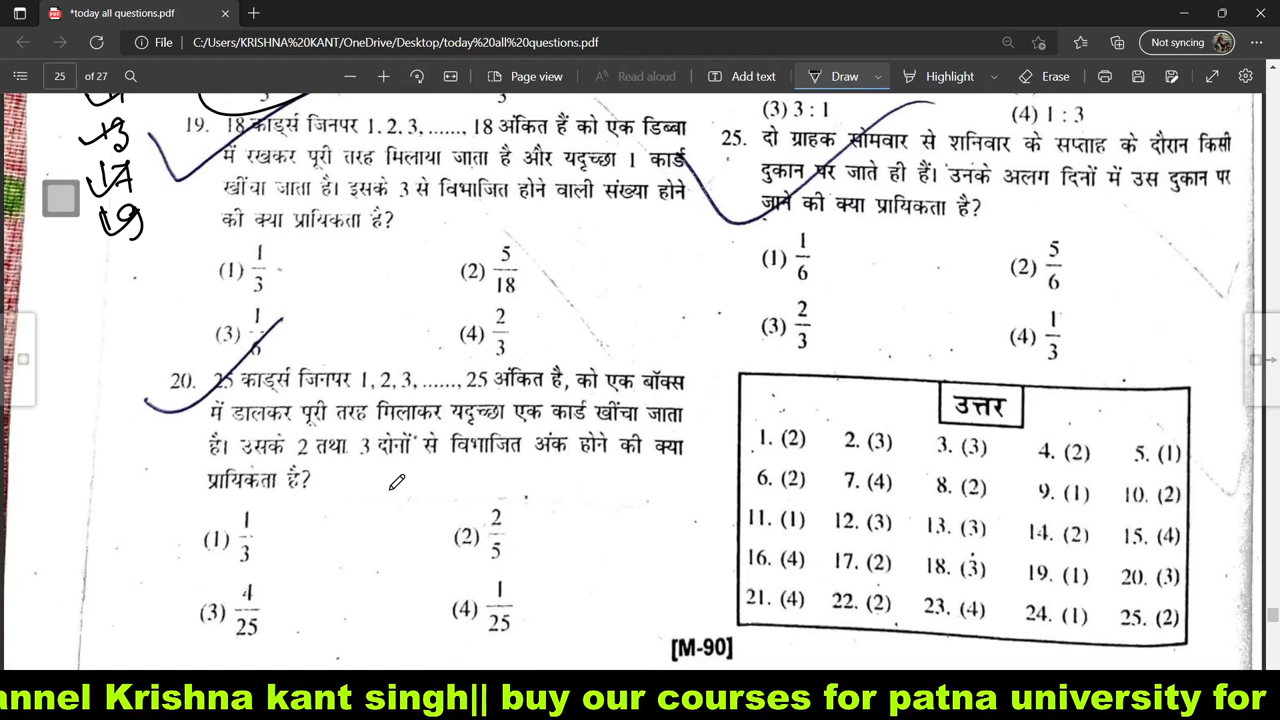 *today all questions.pdf
File C:/Users/KRISHNA%20KANT/OneDrive/Desktop/today%20all%20questions.pdf
Not syncing
25 of 27
Page view
Read aloud
Add text
Draw
Highlight
Erase
13
17
19
3
3
19. 18 कार्ड्स जिनपर 1, 2, 3, ......, 18 अंकित हैं को एक डिब्बा
में रखकर पूरी तरह मिलाया जाता है और यदृच्छा 1 कार्ड
खींचा जाता है। इसके 3 से विभाजित होने वाली संख्या होने
की क्या प्रायिकता है?
(1) 1/3
(2) 5/18
(3) 1/6
(4) 2/3
20. 25 कार्ड्स जिनपर 1, 2, 3, ......, 25 अंकित है, को एक बॉक्स
में डालकर पूरी तरह मिलाकर यदृच्छा एक कार्ड खींचा जाता
है। उसके 2 तथा 3 दोनों से विभाजित अंक होने की क्या
प्रायिकता है?
(1) 1/3
(2) 2/5
(3) 4/25
(4) 1/25
(3) 3 : 1
(4) 1 : 3
25. दो ग्राहक सोमवार से शनिवार के सप्ताह के दौरान किसी
दुकान पर जाते ही हैं। उनके अलग दिनों में उस दुकान पर
जाने की क्या प्रायिकता है?
(1) 1/6
(2) 5/6
(3) 2/3
(4) 1/3
उत्तर
1. (2) 2. (3) 3. (3) 4. (2) 5. (1)
6. (2) 7. (4) 8. (2) 9. (1) 10. (2)
11. (1) 12. (3) 13. (3) 14. (2) 15. (4)
16. (4) 17. (2) 18. (3) 19. (1) 20. (3)
21. (4) 22. (2) 23. (4) 24. (1) 25. (2)
[M-90]
annel Krishna kant singh|| buy our courses for patna university for